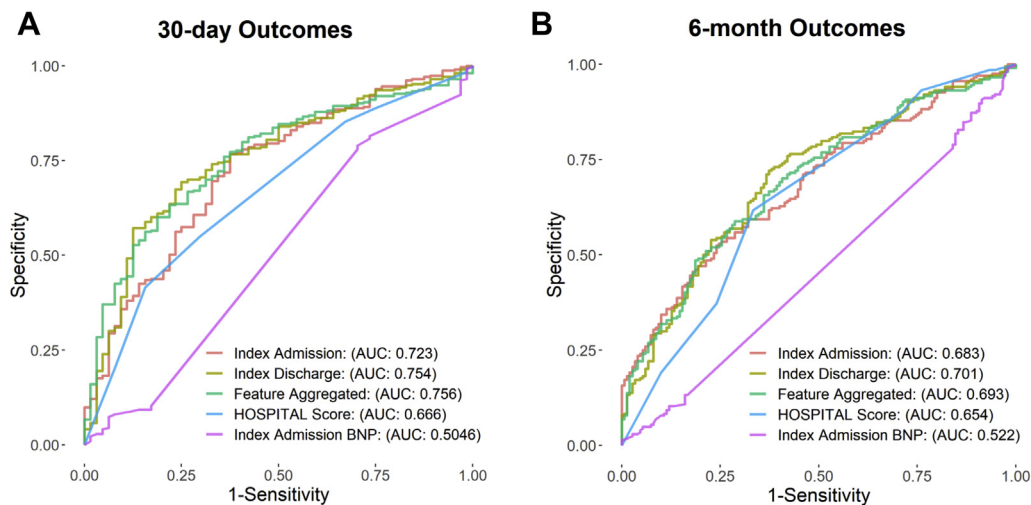 A
30-day Outcomes
Specificity
1.00
0.75
0.50
0.25
0.00
Index Admission: (AUC: 0.723)
Index Discharge: (AUC: 0.754)
Feature Aggregated: (AUC: 0.756)
HOSPITAL Score: (AUC: 0.666)
Index Admission BNP: (AUC: 0.5046)
0.00 0.25 0.50 0.75 1.00
1-Sensitivity
B
6-month Outcomes
Specificity
1.00
0.75
0.50
0.25
0.00
Index Admission: (AUC: 0.683)
Index Discharge: (AUC: 0.701)
Feature Aggregated: (AUC: 0.693)
HOSPITAL Score: (AUC: 0.654)
Index Admission BNP: (AUC: 0.522)
0.00 0.25 0.50 0.75 1.00
1-Sensitivity